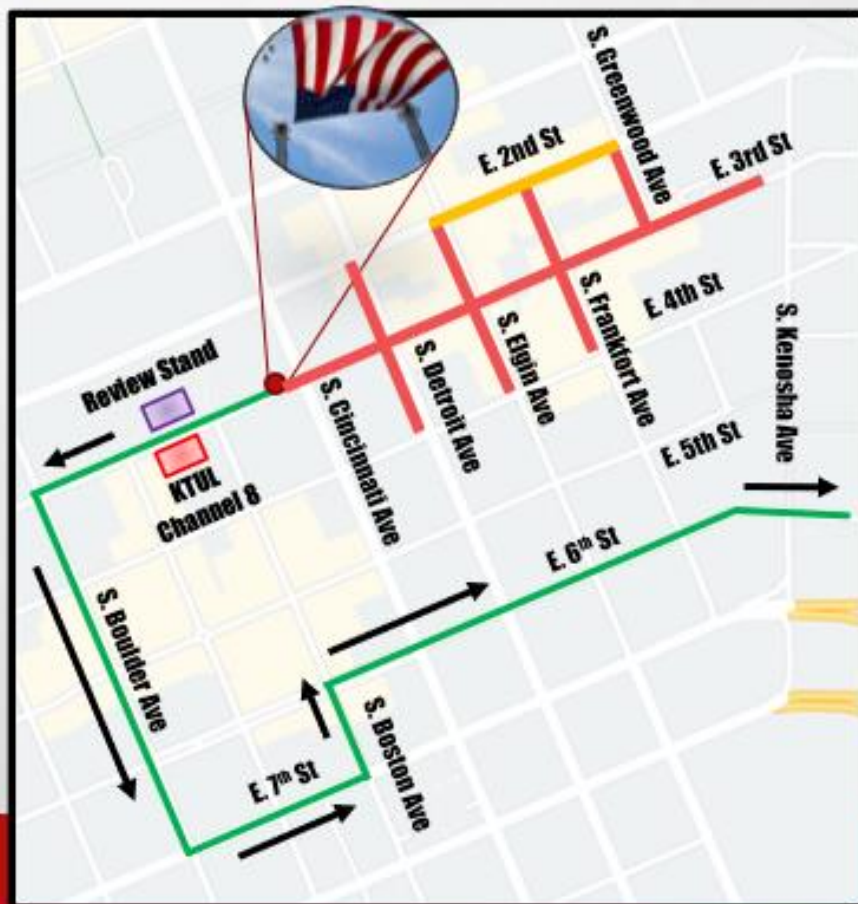 S. Greenwood Ave
E. 2nd St
E. 3rd St
E. 4th St
S. Kenosha Ave
S. Frankfort Ave
S. Elgin Ave
S. Detroit Ave
S. Cincinnati Ave
Review Stand
KTUL
Channel 8
E. 5th St
E. 6th St
S. Boulder Ave
S. Boston Ave
E. 7th St